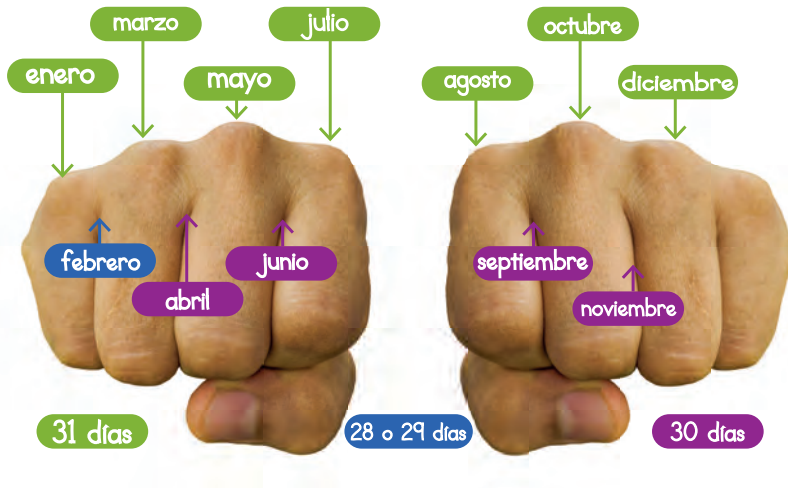 marzo
julio
octubre
enero
mayo
agosto
diciembre
febrero
junio
septiembre
abril
noviembre
31 días
28 o 29 días
30 días